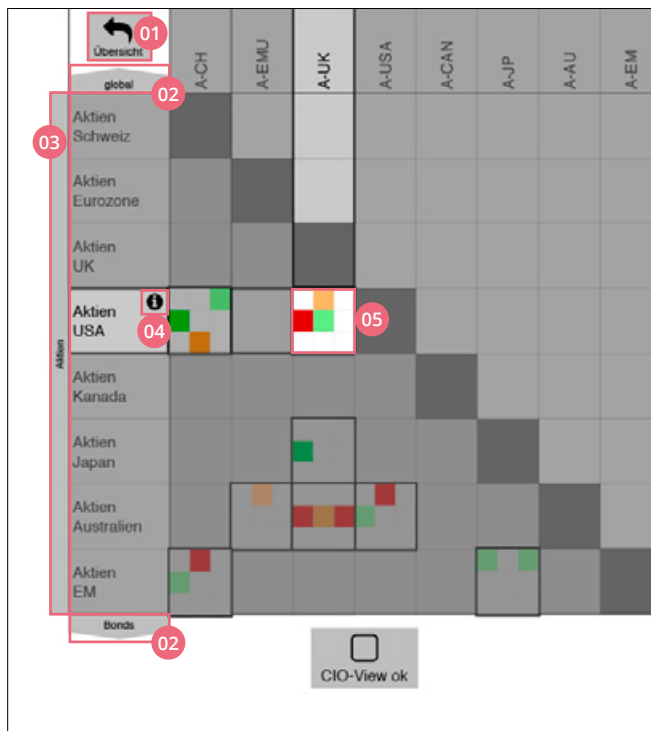 01
Übersicht
global
02
A-CH
A-EMU
A-UK
A-USA
A-CAN
A-JP
A-AU
A-EM
03
Aktien
Aktien
Schweiz
Aktien
Eurozone
Aktien
UK
Aktien
USA
04
05
Aktien
Kanada
Aktien
Japan
Aktien
Australien
Aktien
EM
Bonds
02
CIO-View ok